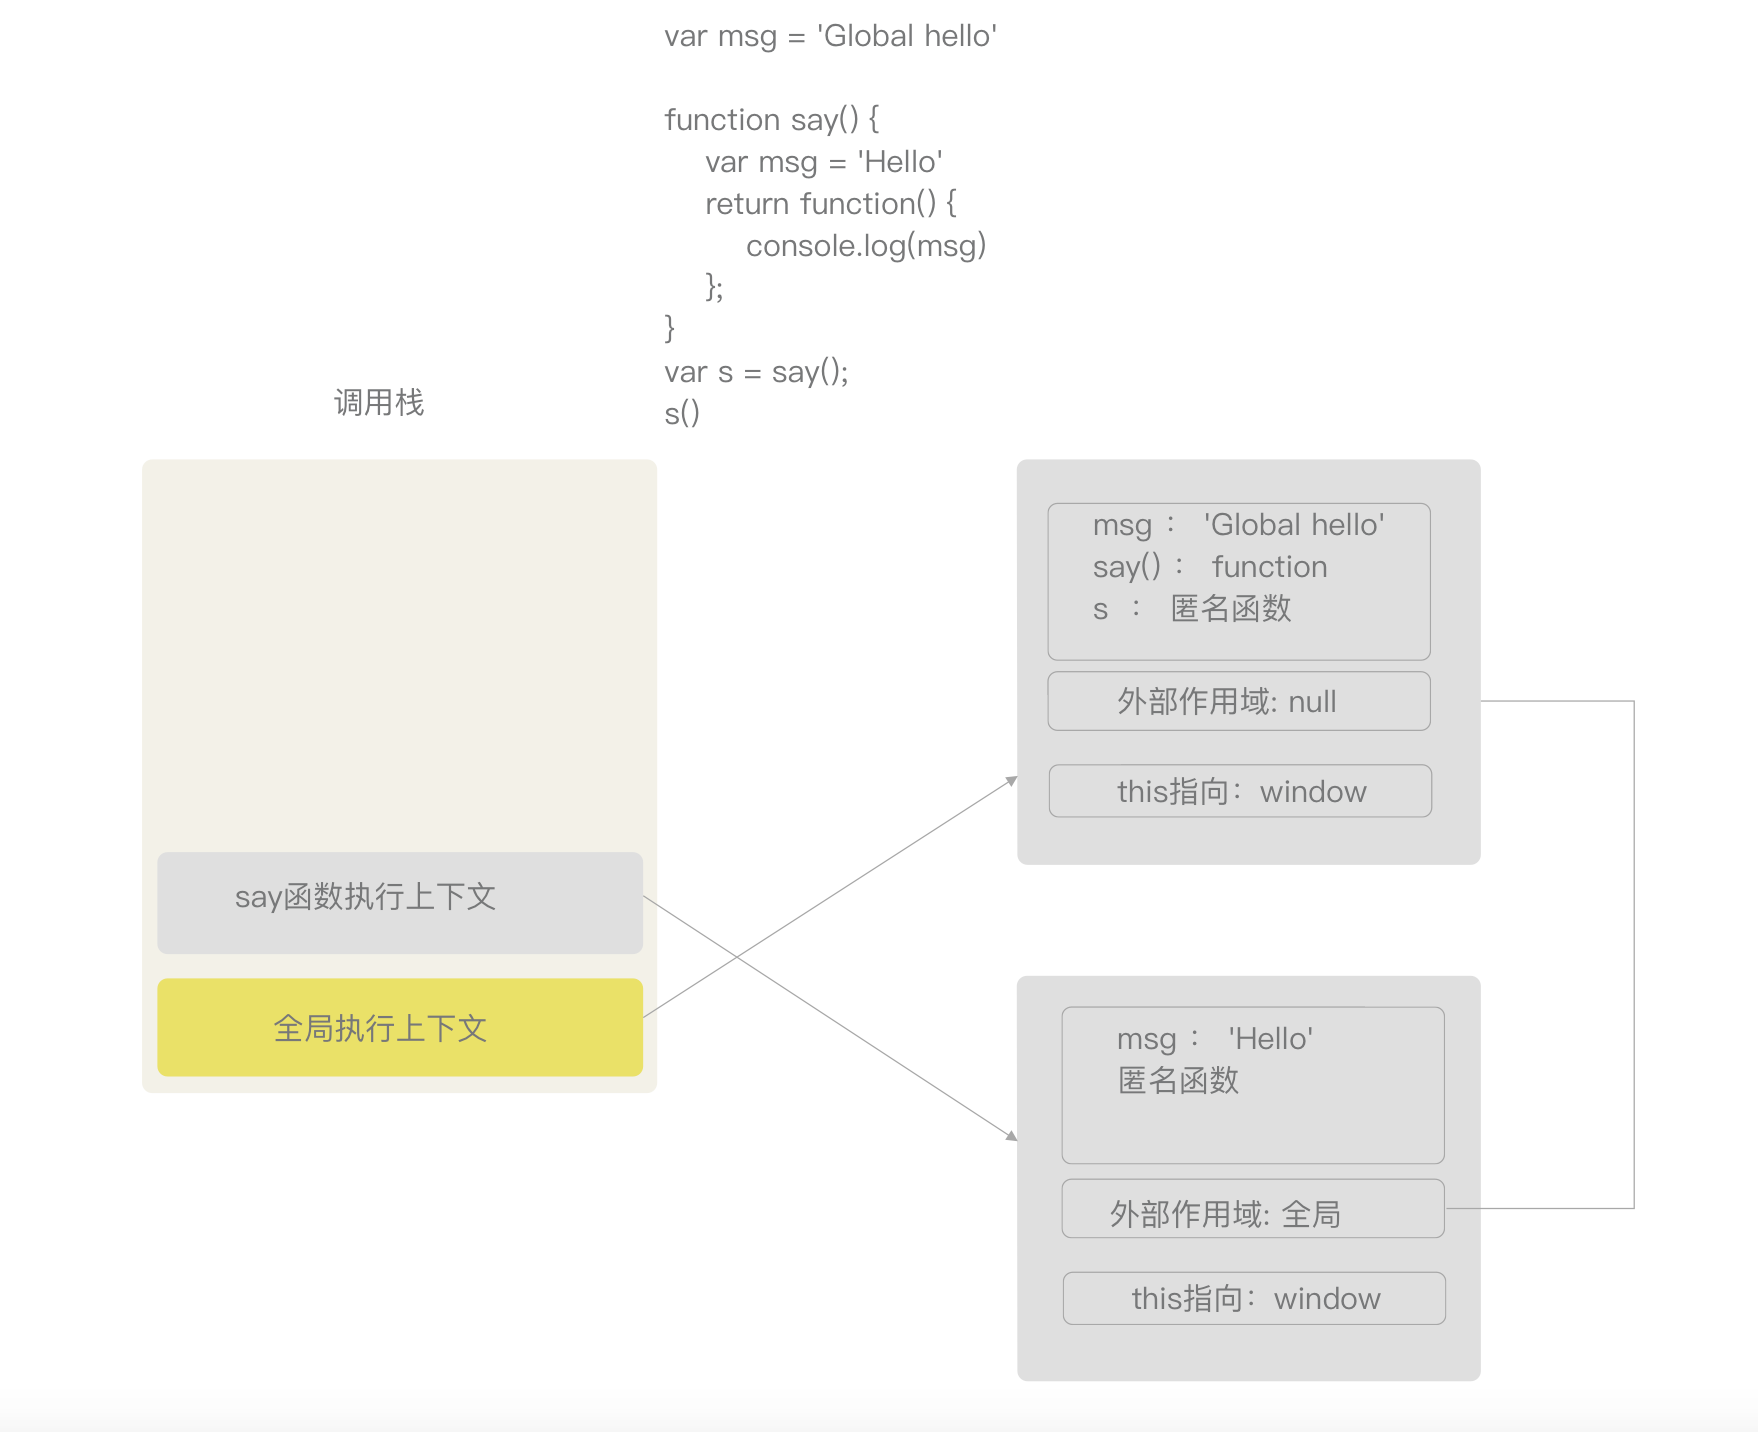 var msg = 'Global hello'
function say() {
var msg = 'Hello'
return function() {
console.log(msg)
};
}
var s = say();
s()
调用栈
say函数执行上下文
全局执行上下文
msg： 'Global hello'
say()： function
s ： 匿名函数
外部作用域: null
this指向：window
msg： 'Hello'
匿名函数
外部作用域: 全局
this指向：window